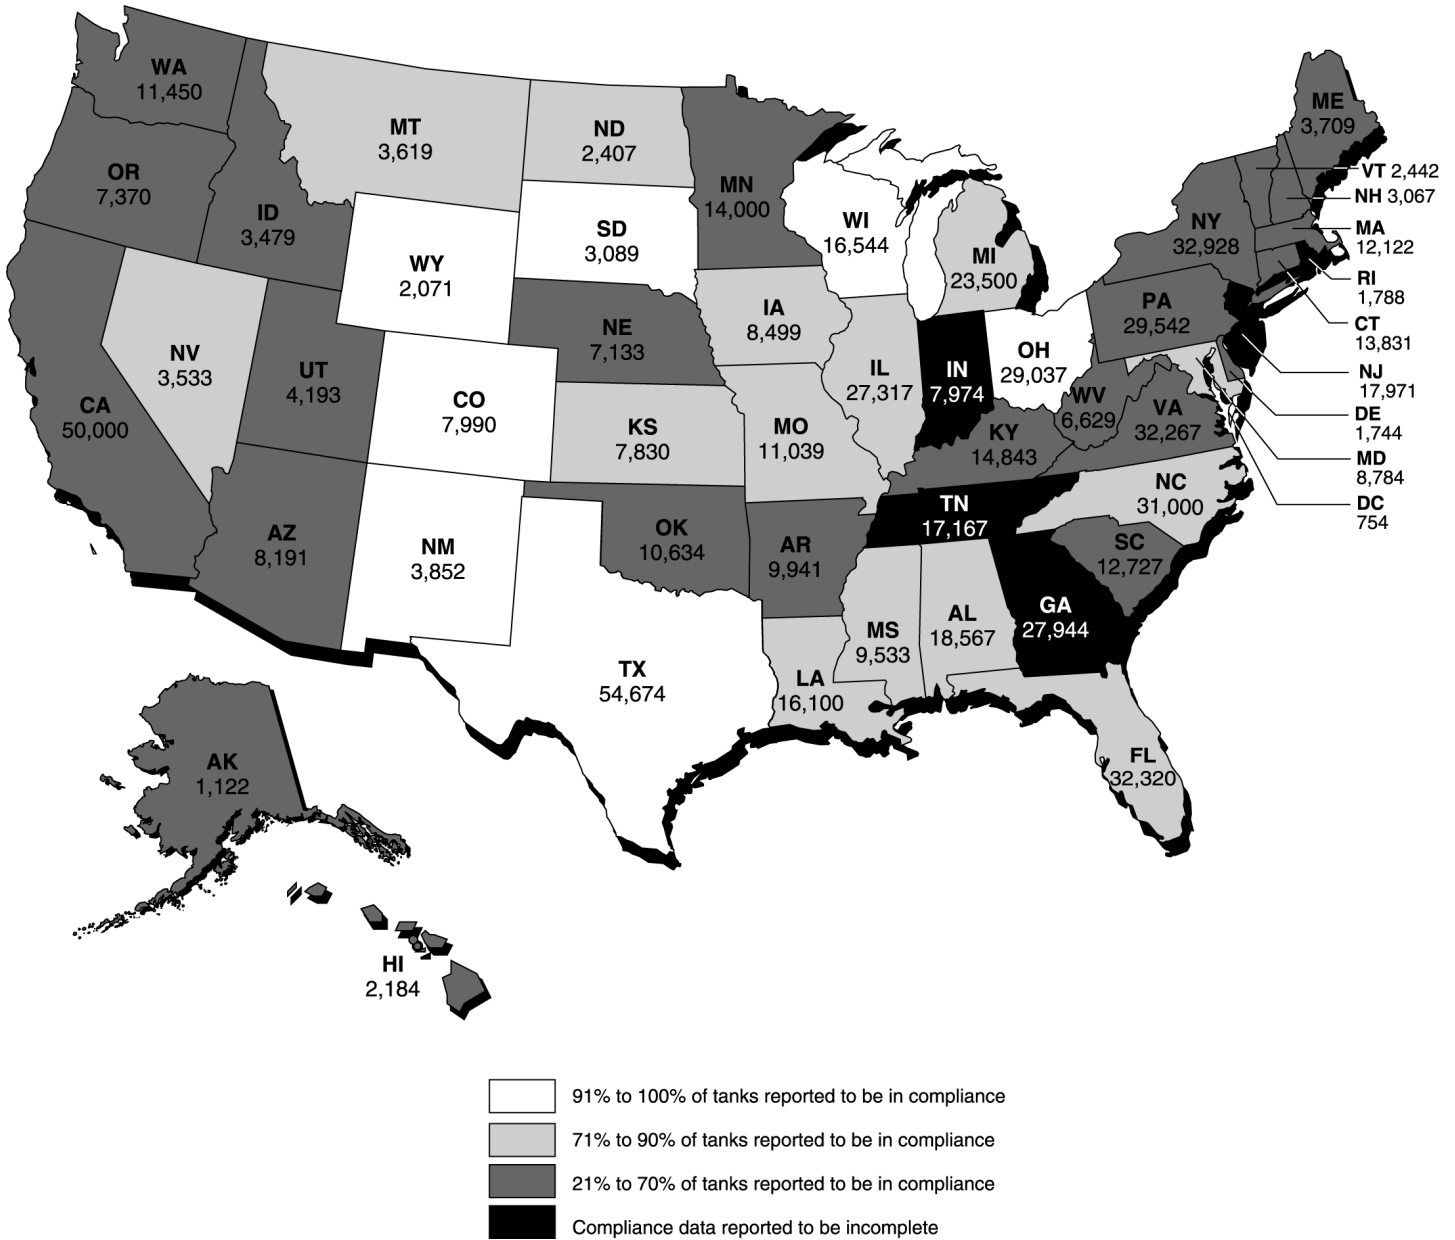 WA
11,450
OR
7,370
ID
3,479
MT
3,619
ND
2,407
MN
14,000
SD
3,089
WY
2,071
WI
16,544
MI
23,500
NY
32,928
ME
3,709
VT 2,442
NH 3,067
MA
12,122
RI
1,788
CT
13,831
NJ
17,971
DE
1,744
MD
8,784
DC
754
CA
50,000
NV
3,533
UT
4,193
CO
7,990
NE
7,133
IA
8,499
KS
7,830
MO
11,039
IL
27,317
IN
7,974
OH
29,037
PA
29,542
WV
6,629
VA
32,267
KY
14,843
TN
17,167
NC
31,000
SC
12,727
AZ
8,191
NM
3,852
OK
10,634
AR
9,941
TX
54,674
LA
16,100
MS
9,533
AL
18,567
GA
27,944
FL
32,320
AK
1,122
HI
2,184
91% to 100% of tanks reported to be in compliance
71% to 90% of tanks reported to be in compliance
21% to 70% of tanks reported to be in compliance
Compliance data reported to be incomplete